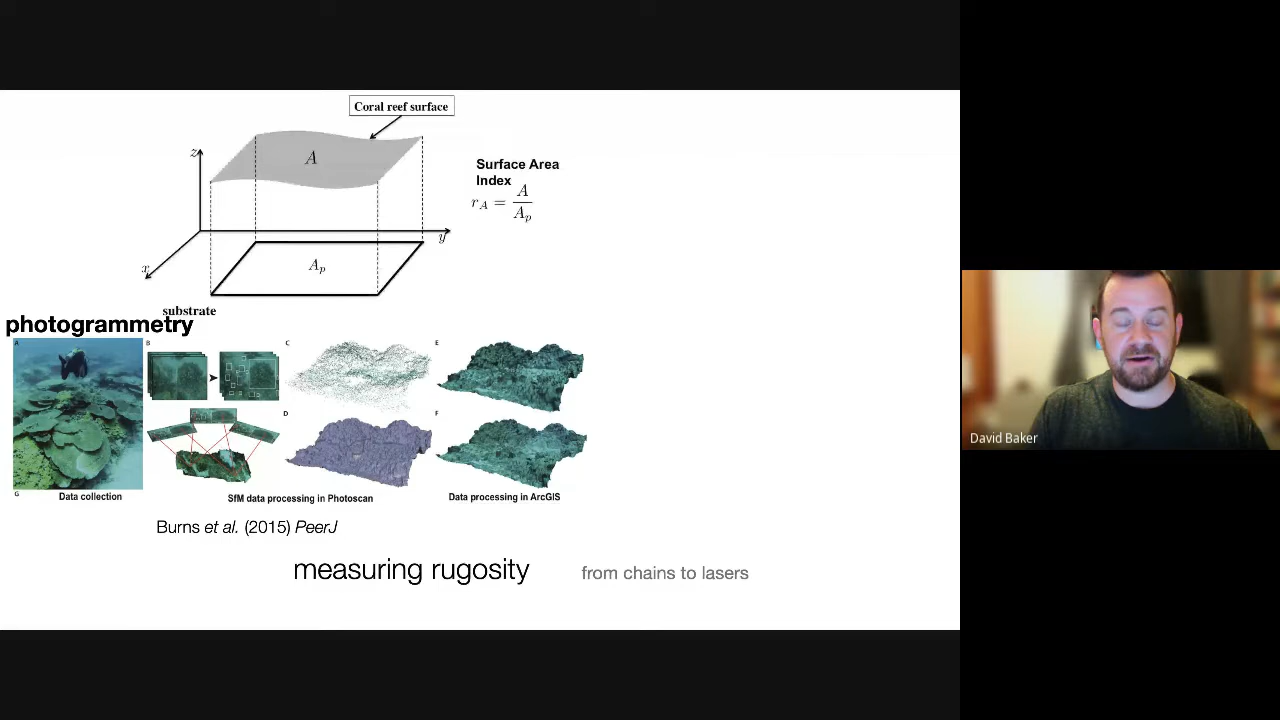 Coral reef surface
z
A
Surface Area
Index
r_A = A / A_p
y
A_p
x
substrate
photogrammetry
A
B
C
E
D
F
G
Data collection
SfM data processing in Photoscan
Data processing in ArcGIS
Burns et al. (2015) PeerJ
measuring rugosity
from chains to lasers
David Baker